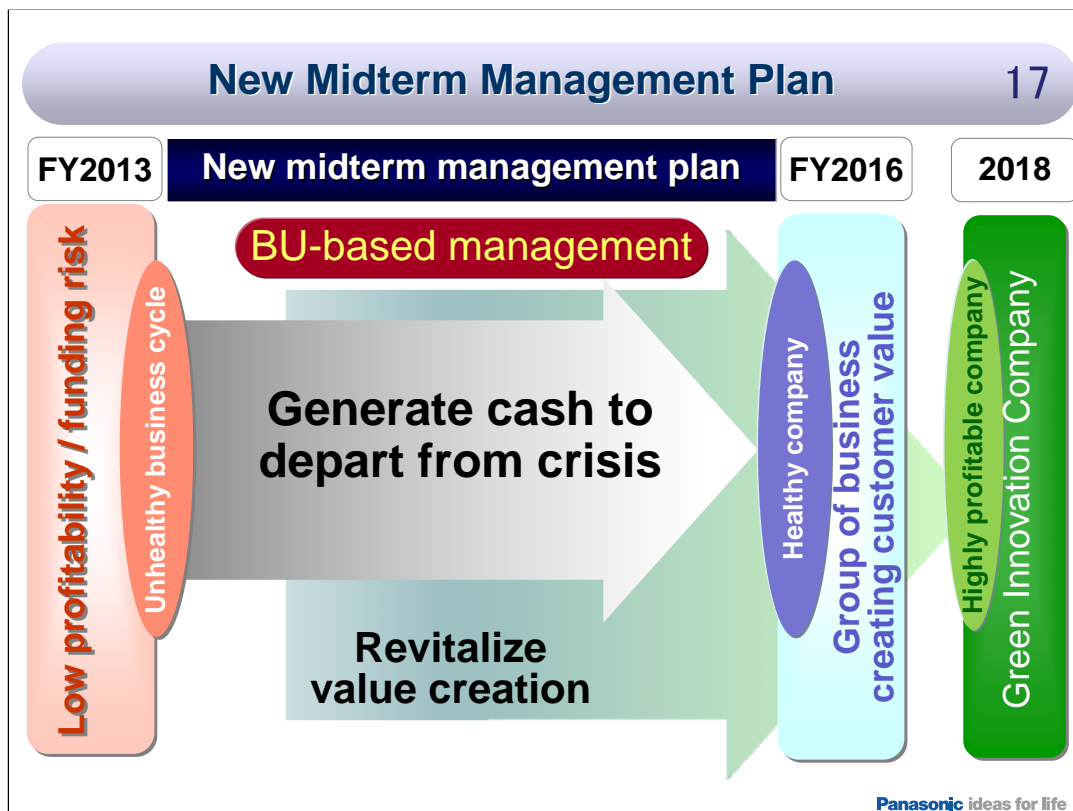 New Midterm Management Plan
17
FY2013
New midterm management plan
FY2016
2018
BU-based management
Low profitability / funding risk
Unhealthy business cycle
Generate cash to
depart from crisis
Revitalize
value creation
Healthy company
Group of business
creating customer value
Highly profitable company
Green Innovation Company
Panasonic ideas for life